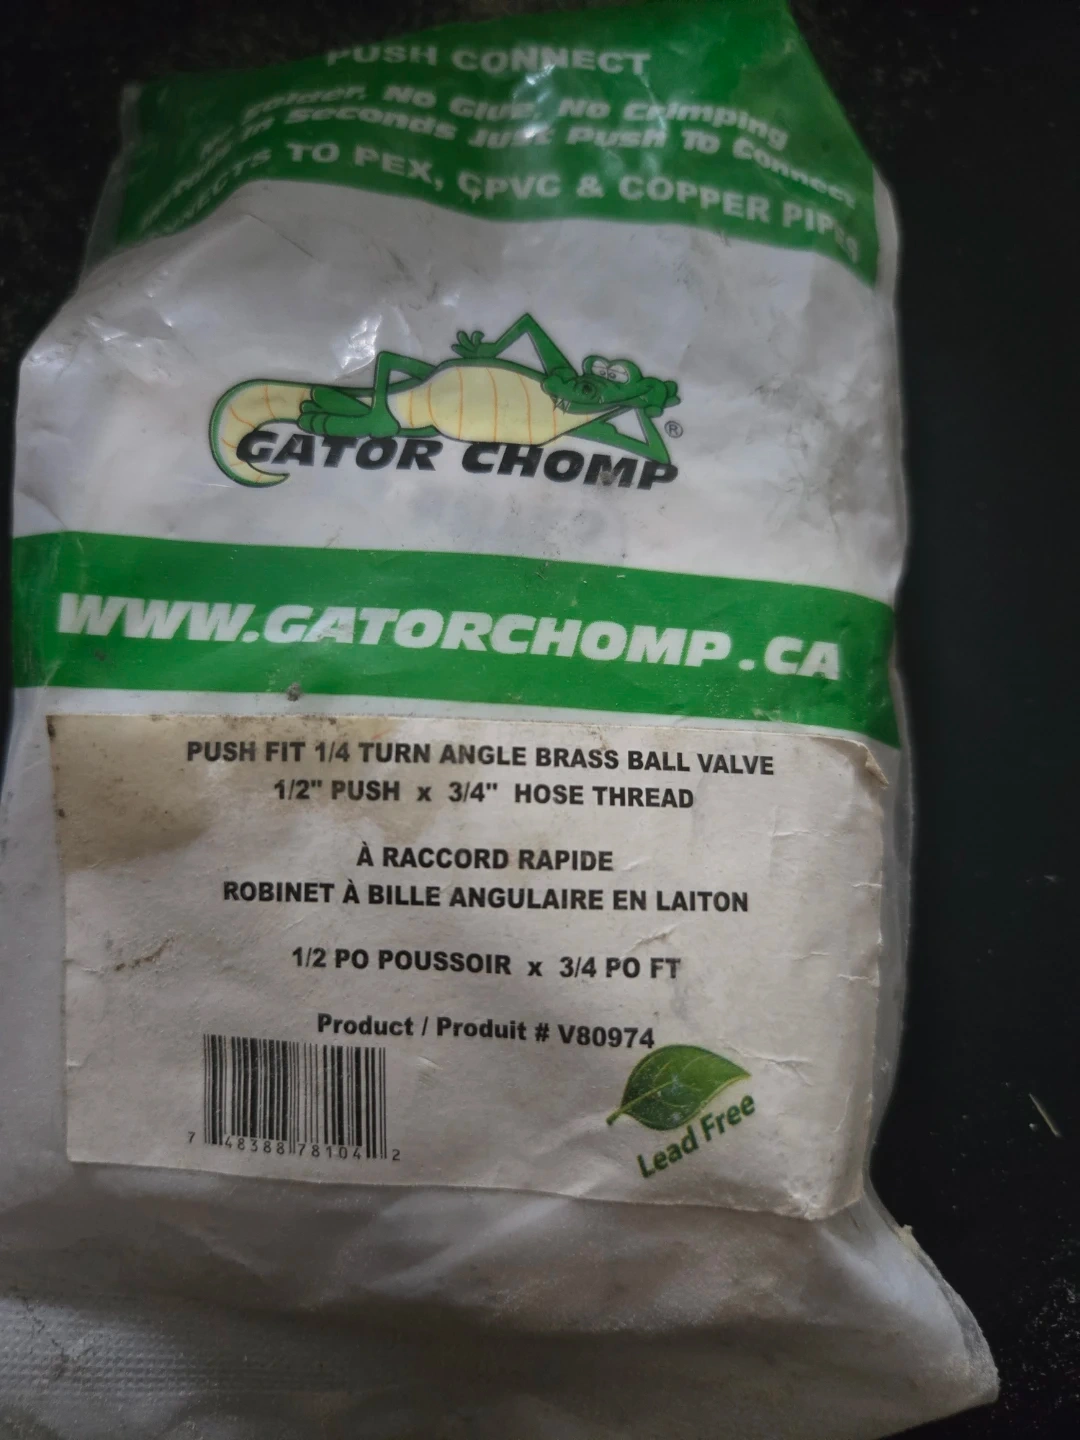 PUSH CONNECT
Solder, No Glue, No Crimping
in Seconds Just Push To Connect
TO PEX, CPVC & COPPER PIPES
GATOR CHOMP ®
WWW.GATORCHOMP.CA
PUSH FIT 1/4 TURN ANGLE BRASS BALL VALVE
1/2" PUSH x 3/4" HOSE THREAD
À RACCORD RAPIDE
ROBINET À BILLE ANGULAIRE EN LAITON
1/2 PO POUSSOIR x 3/4 PO FT
Product / Produit # V80974
7 48388 78104 2
Lead Free